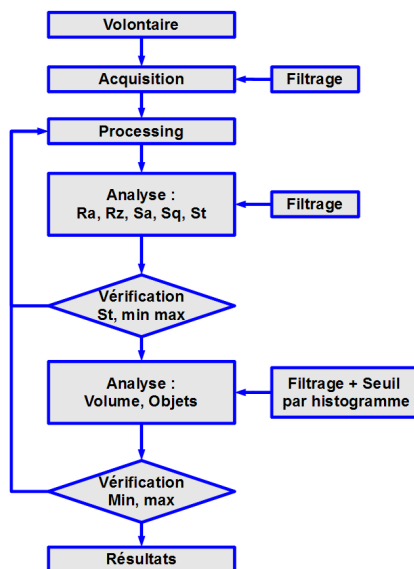 Volontaire
Acquisition
Filtrage
Processing
Analyse :
Ra, Rz, Sa, Sq, St
Filtrage
Vérification
St, min max
Analyse :
Volume, Objets
Filtrage + Seuil
par histogramme
Vérification
Min, max
Résultats